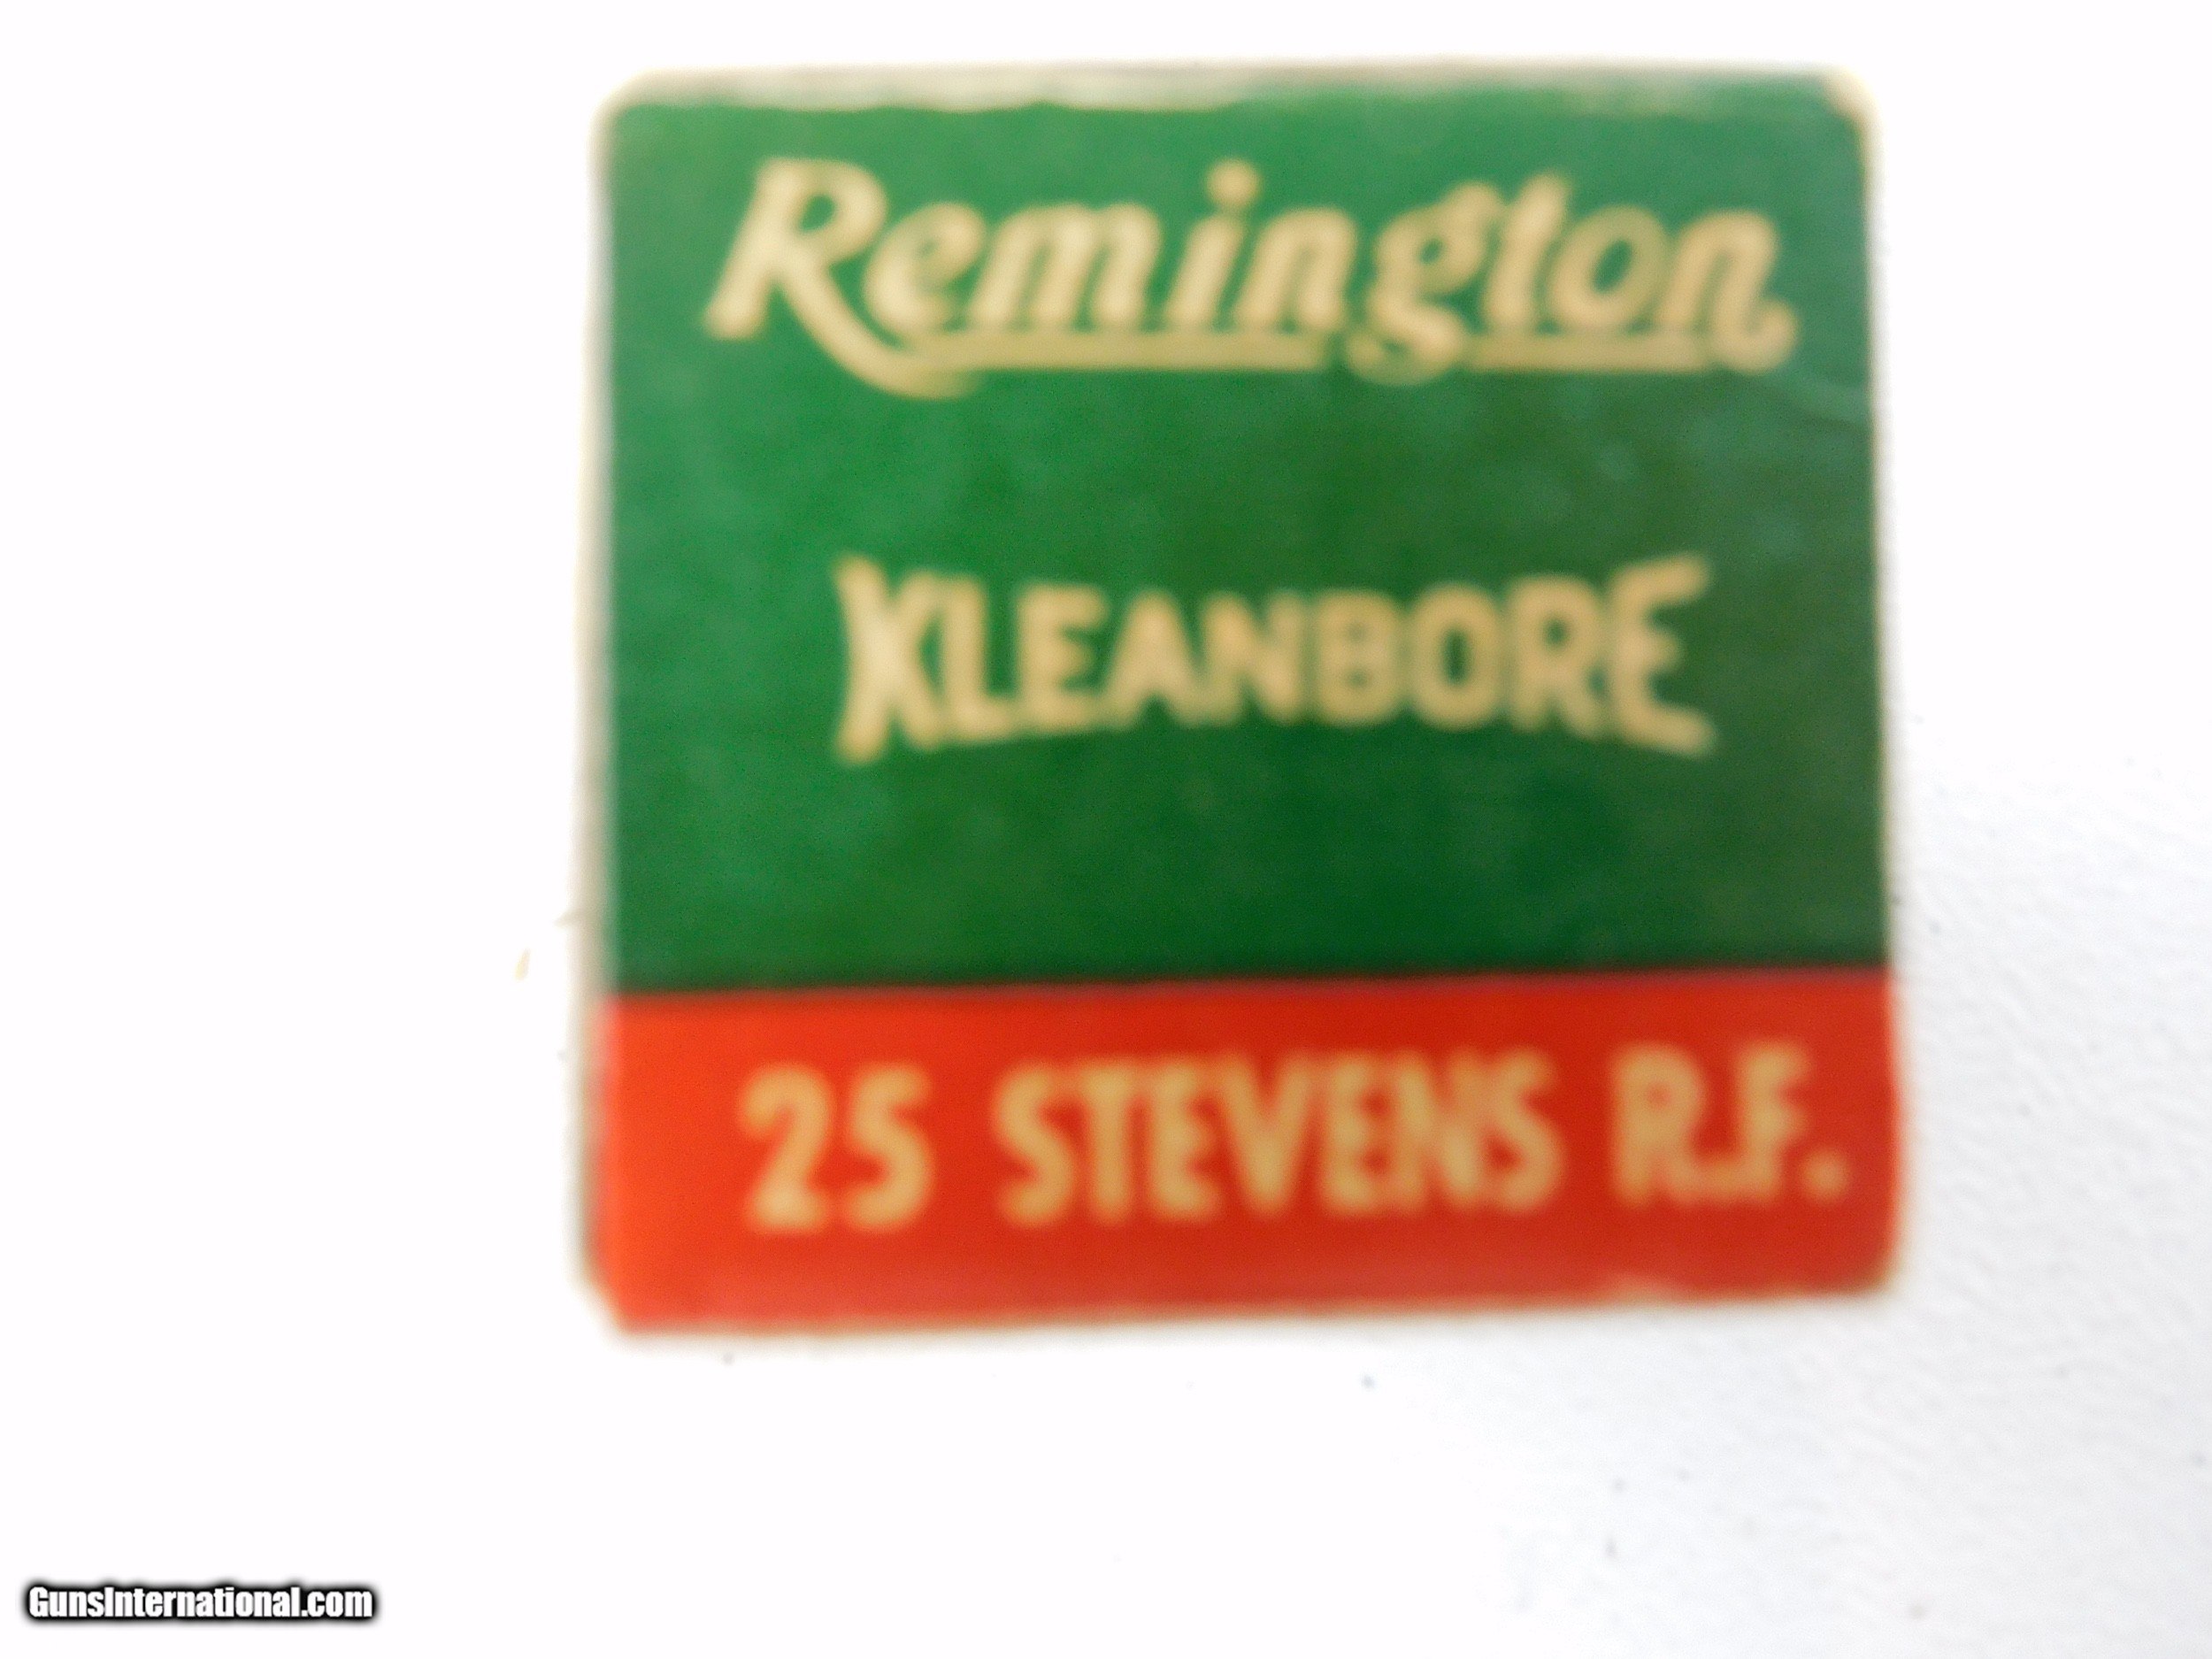 Remington
KLEANBORE
25 STEVENS R.F.
GunsInternational.com